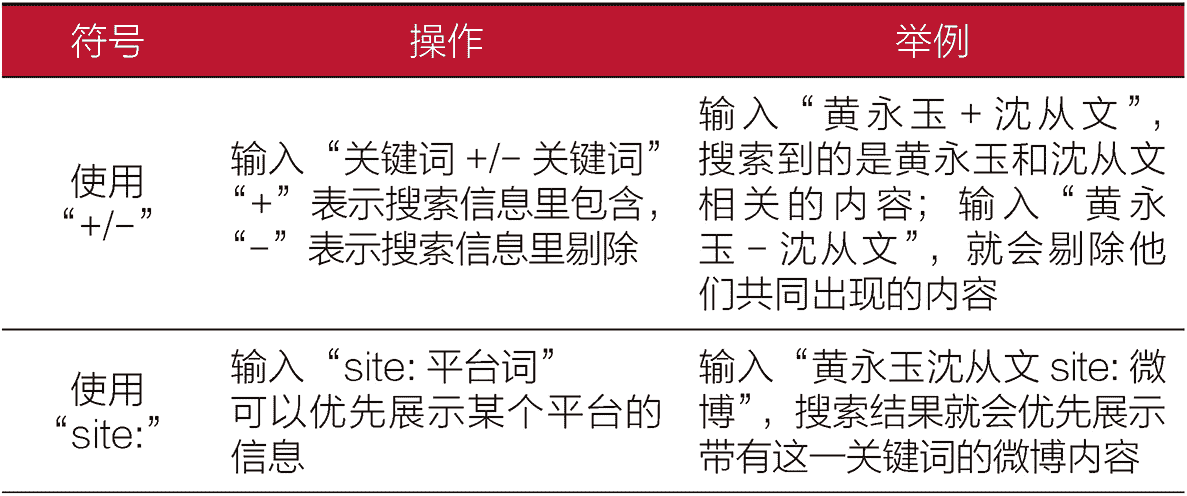 符号 操作 举例
使用
“+/–”
输入“关键词 +/– 关键词”
“+”表示搜索信息里包含，
“–”表示搜索信息里剔除
输入“黄永玉 + 沈从文”，
搜索到的是黄永玉和沈从文
相关的内容；输入“黄永
玉 – 沈从文”，就会剔除他
们共同出现的内容
使用
“site:”
输入“site: 平台词”
可以优先展示某个平台的
信息
输入“黄永玉沈从文 site: 微
博”，搜索结果就会优先展示
带有这一关键词的微博内容